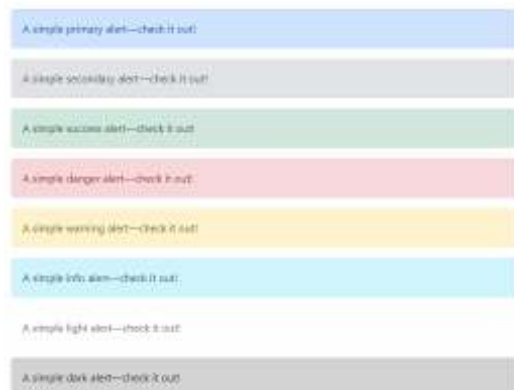 A simple primary alert—check it out!
A simple secondary alert—check it out!
A simple success alert—check it out!
A simple danger alert—check it out!
A simple warning alert—check it out!
A simple info alert—check it out!
A simple light alert—check it out!
A simple dark alert—check it out!